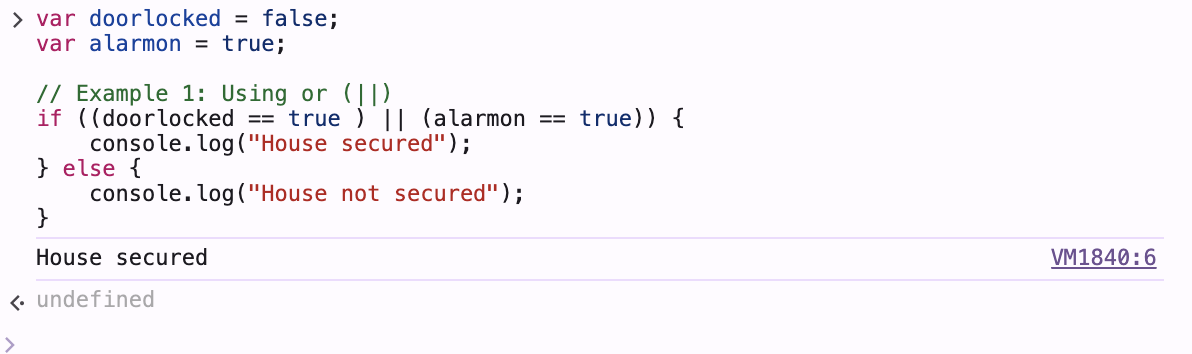 var doorlocked = false;
var alarmon = true;

// Example 1: Using or (||)
if ((doorlocked == true ) || (alarmon == true)) {
    console.log("House secured");
} else {
    console.log("House not secured");
}
House secured VM1840:6
undefined